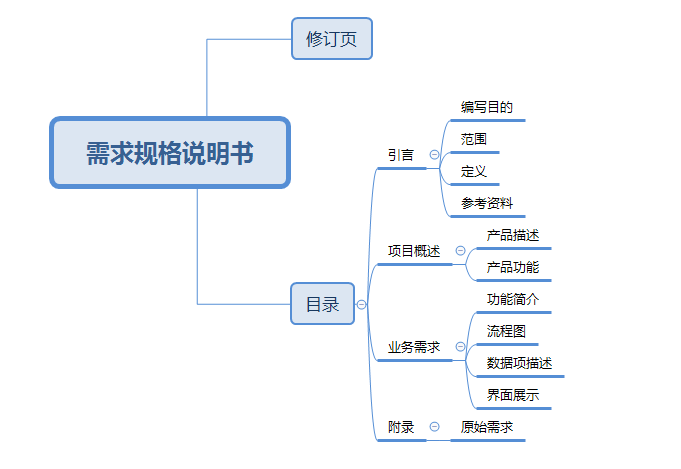 修订页
需求规格说明书
目录
引言
编写目的
范围
定义
参考资料
项目概述
产品描述
产品功能
业务需求
功能简介
流程图
数据项描述
界面展示
附录
原始需求